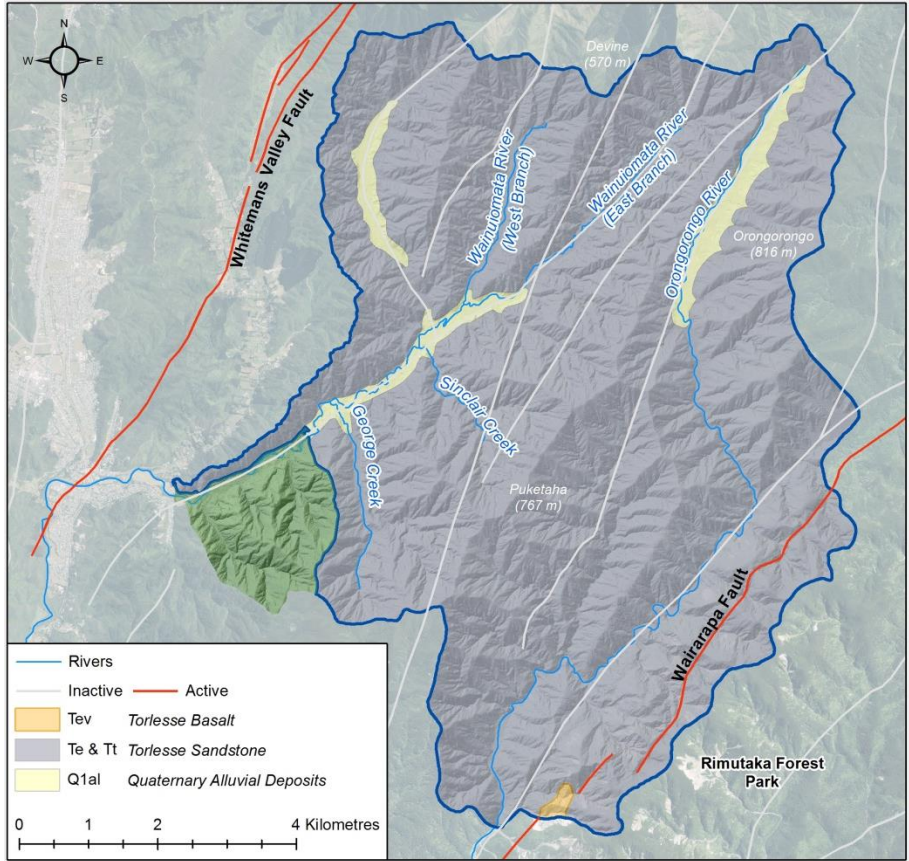 N
W E
S
Devine
(570 m)
Whitemans Valley Fault
Wainuiomata River
(West Branch)
Wainuiomata River
(East Branch)
Orongorongo River
Orongorongo
(816 m)
Sinclair Creek
George Creek
Puketaha
(767 m)
Wairarapa Fault
Rimutaka Forest
Park
Rivers
Inactive Active
Tev Torlesse Basalt
Te & Tt Torlesse Sandstone
Q1al Quaternary Alluvial Deposits
0 1 2 4 Kilometres